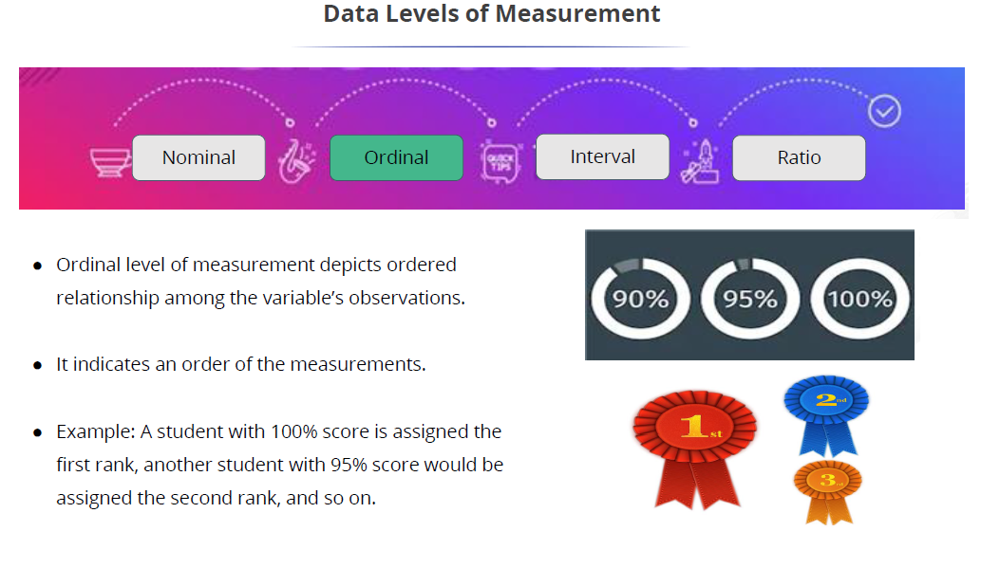 Data Levels of Measurement
Nominal
Ordinal
QUICK
TIPS
Interval
Ratio
● Ordinal level of measurement depicts ordered
relationship among the variable’s observations.
● It indicates an order of the measurements.
● Example: A student with 100% score is assigned the
first rank, another student with 95% score would be
assigned the second rank, and so on.
90% 95% 100%
1st
2nd
3rd